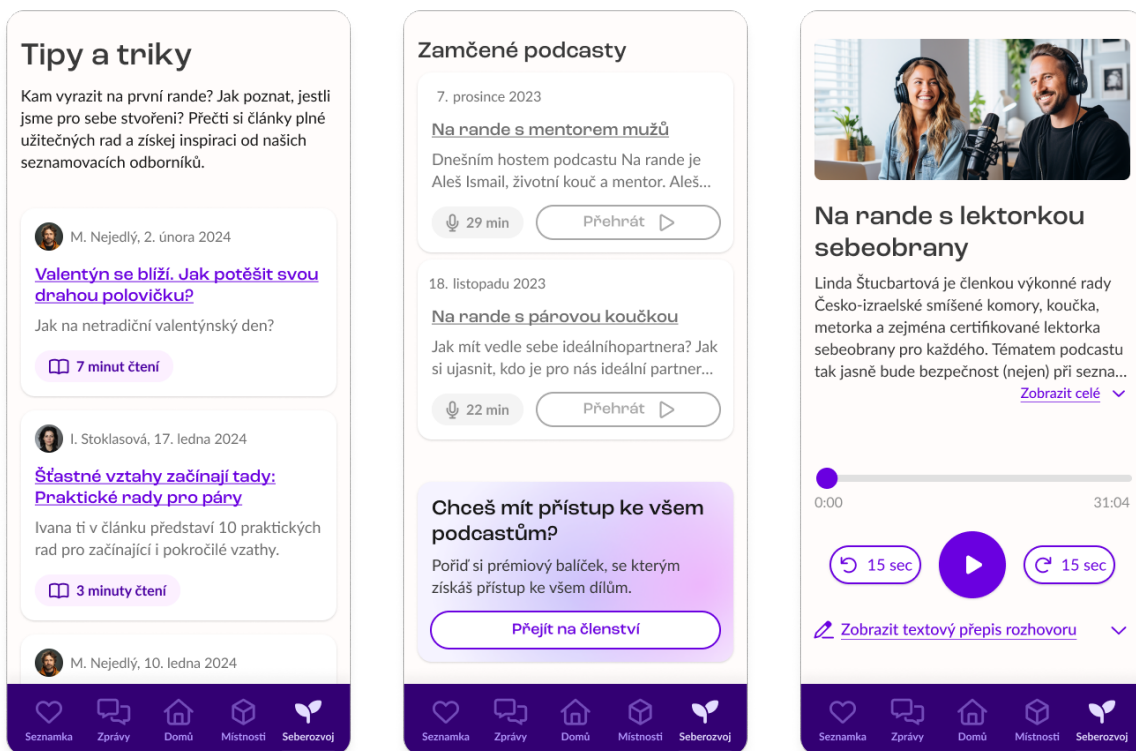 Tipy a triky
Kam vyrazit na první rande? Jak poznat, jestli
jsme pro sebe stvořeni? Přečti si články plné
užitečných rad a získej inspiraci od našich
seznamovacích odborníků.
M. Nejedlý, 2. února 2024
Valentýn se blíží. Jak potěšit svou
drahou polovičku?
Jak na netradiční valentýnský den?
7 minut čtení
I. Stoklasová, 17. ledna 2024
Šťastné vztahy začínají tady:
Praktické rady pro páry
Ivana ti v článku představí 10 praktických
rad pro začínající i pokročilé vzathy.
3 minuty čtení
M. Nejedlý, 10. ledna 2024
Seznamka
Zprávy
Domů
Místnosti
Seberozvoj
Zamčené podcasty
7. prosince 2023
Na rande s mentorem mužů
Dnešním hostem podcastu Na rande je
Aleš Ismail, životní kouč a mentor. Aleš...
29 min
Přehrát
18. listopadu 2023
Na rande s párovou koučkou
Jak mít vedle sebe ideálníhopartnera? Jak
si ujasnit, kdo je pro nás ideální partner...
22 min
Přehrát
Chceš mít přístup ke všem
podcastům?
Pořiď si prémiový balíček, se kterým
získáš přístup ke všem dílům.
Přejít na členství
Seznamka
Zprávy
Domů
Místnosti
Seberozvoj
Na rande s lektorkou
sebeobrany
Linda Štucbartová je členkou výkonné rady
Česko-izraelské smíšené komory, koučka,
metorka a zejména certifikované lektorka
sebeobrany pro každého. Tématem podcastu
tak jasně bude bezpečnost (nejen) při sezna...
Zobrazit celé
0:00
31:04
15 sec
15 sec
Zobrazit textový přepis rozhovoru
Seznamka
Zprávy
Domů
Místnosti
Seberozvoj